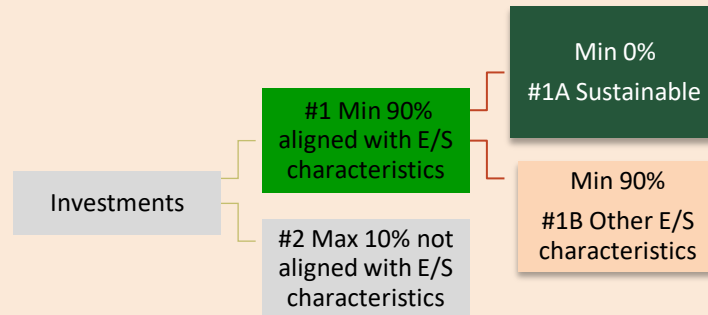 Min 0%
#1A Sustainable
#1 Min 90%
aligned with E/S
characteristics
Min 90%
#1B Other E/S
characteristics
Investments
#2 Max 10% not
aligned with E/S
characteristics